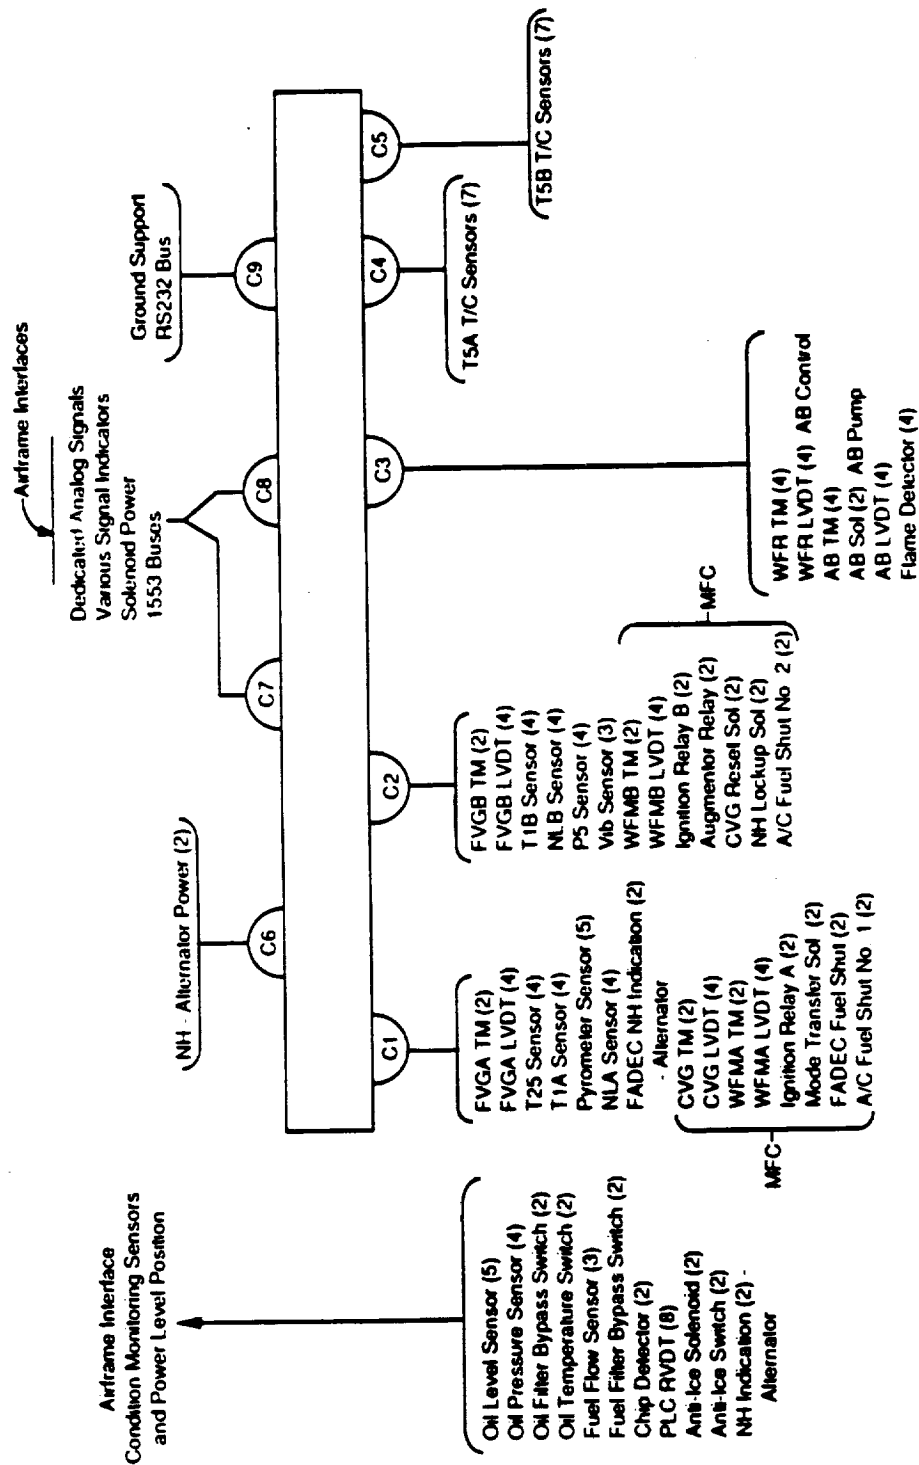 Airframe Interface
Condition Monitoring Sensors
and Power Level Position
Oil Level Sensor (5)
Oil Pressure Sensor (4)
Oil Filter Bypass Switch (2)
Oil Temperature Switch (2)
Fuel Flow Sensor (3)
Fuel Filter Bypass Switch (2)
Chip Detector (2)
PLC RVDT (8)
Anti-Ice Solenoid (2)
Anti-Ice Switch (2)
NH Indication (2) -
Alternator
NH - Alternator Power (2)
C6
Airframe Interfaces
Dedicated Analog Signals
Various Signal Indicators
Solenoid Power
1553 Buses
C7
C8
Ground Support
RS232 Bus
C9
C1
FVGA TM (2)
FVGA LVDT (4)
T25 Sensor (4)
T1A Sensor (4)
Pyrometer Sensor (5)
NLA Sensor (4)
FADEC NH Indication (2)
- Alternator
CVG TM (2)
CVG LVDT (4)
WFMA TM (2)
WFMA LVDT (4)
Ignition Relay A (2)
Mode Transfer Sol (2)
FADEC Fuel Shut (2)
A/C Fuel Shut No 1 (2)
MFC
C2
FVGB TM (2)
FVGB LVDT (4)
T1B Sensor (4)
NLB Sensor (4)
P5 Sensor (4)
Vib Sensor (3)
WFMB TM (2)
WFMB LVDT (4)
Ignition Relay B (2)
Augmentor Relay (2)
CVG Reset Sol (2)
NH Lockup Sol (2)
A/C Fuel Shut No 2 (2)
MFC
C3
WFR TM (4)
WFR LVDT (4) AB Control
AB TM (4)
AB Sol (2) AB Pump
AB LVDT (4)
Flame Detector (4)
C4
T5A T/C Sensors (7)
C5
T5B T/C Sensors (7)